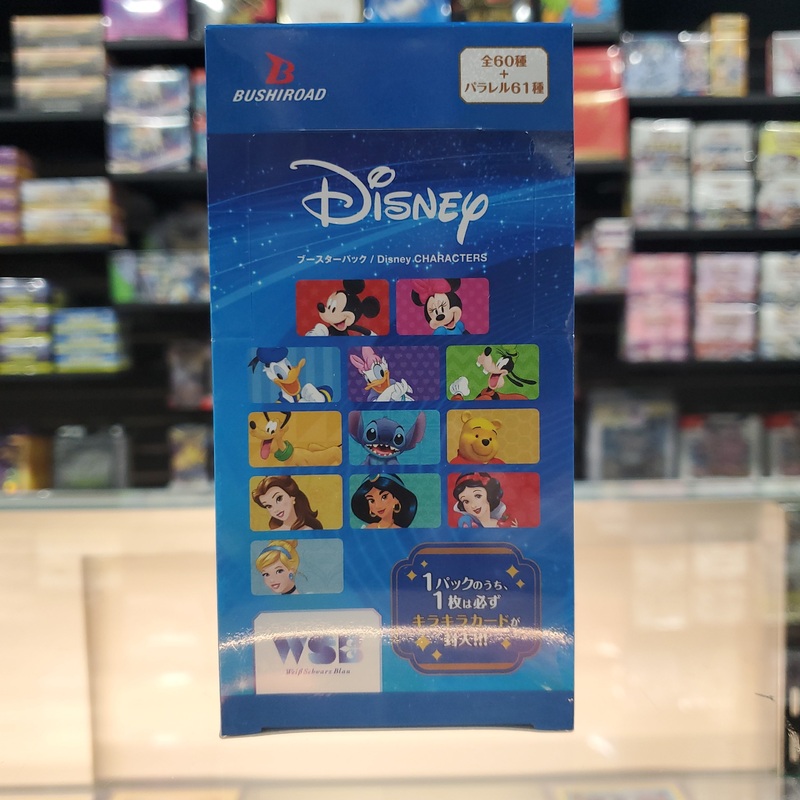 BUSHIROAD
全60種
+
パラレル61種
Disney
ブースターパック / Disney CHARACTERS
1パックのうち、
1枚は必ず
キラキラカードが
封入!!!
WSB
Weiß Schwarz Blau